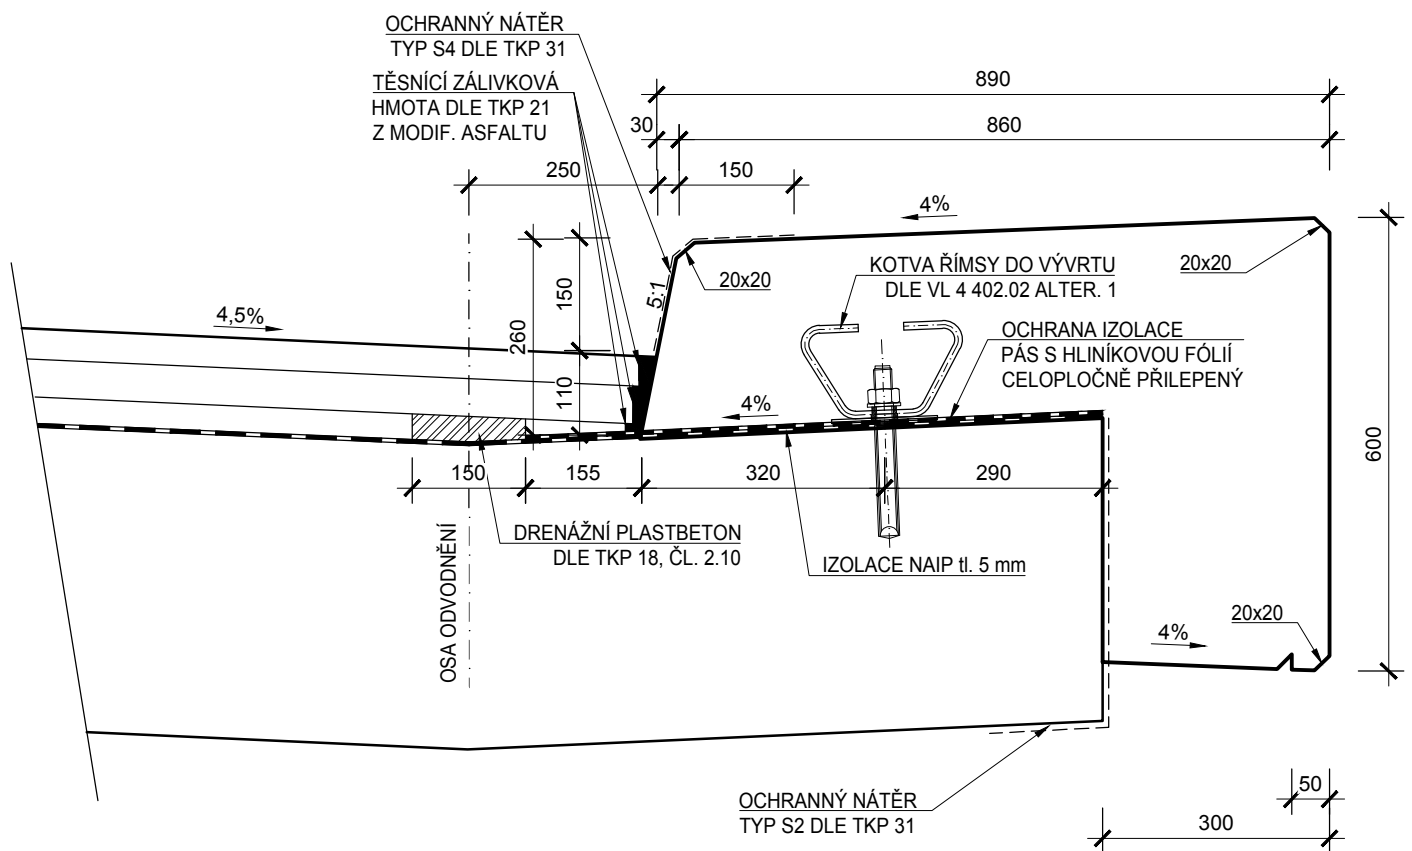 OCHRANNÝ NÁTĚR
TYP S4 DLE TKP 31
TĚSNÍCÍ ZÁLIVKOVÁ
HMOTA DLE TKP 21
Z MODIF. ASFALTU
890
30
860
250
150
4%
20x20
20x20
5:1
KOTVA ŘÍMSY DO VÝVRTU
DLE VL 4 402.02 ALTER. 1
150
260
110
4,5%
OCHRANA IZOLACE
PÁS S HLINÍKOVOU FÓLIÍ
CELOPLOČNĚ PŘILEPENÝ
4%
600
150
155
320
290
DRENÁŽNÍ PLASTBETON
DLE TKP 18, ČL. 2.10
IZOLACE NAIP tl. 5 mm
OSA ODVODNĚNÍ
4%
20x20
OCHRANNÝ NÁTĚR
TYP S2 DLE TKP 31
50
300